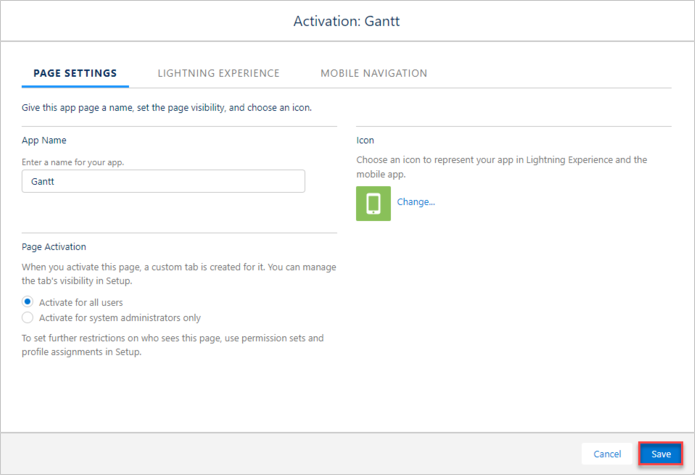 Activation: Gantt
PAGE SETTINGS
LIGHTNING EXPERIENCE
MOBILE NAVIGATION
Give this app page a name, set the page visibility, and choose an icon.
App Name
Enter a name for your app.
Gantt
Icon
Choose an icon to represent your app in Lightning Experience and the
mobile app.
Change...
Page Activation
When you activate this page, a custom tab is created for it. You can manage
the tab's visibility in Setup.
Activate for all users
Activate for system administrators only
To set further restrictions on who sees this page, use permission sets and
profile assignments in Setup.
Cancel
Save